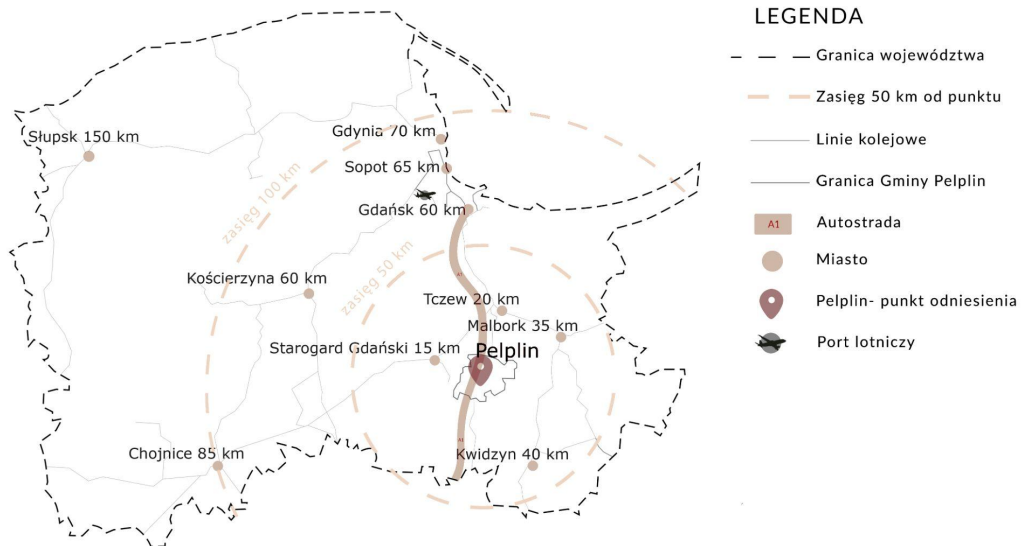 LEGENDA
Granica województwa
Zasięg 50 km od punktu
Linie kolejowe
Granica Gminy Pelplin
A1 Autostrada
Miasto
Pelplin- punkt odniesienia
Port lotniczy
Słupsk 150 km
Gdynia 70 km
Sopot 65 km
zasięg 100 km
Gdańsk 60 km
zasięg 50 km
A1
Kościerzyna 60 km
Tczew 20 km
Malbork 35 km
Starogard Gdański 15 km
Pelplin
A1
Chojnice 85 km
Kwidzyn 40 km